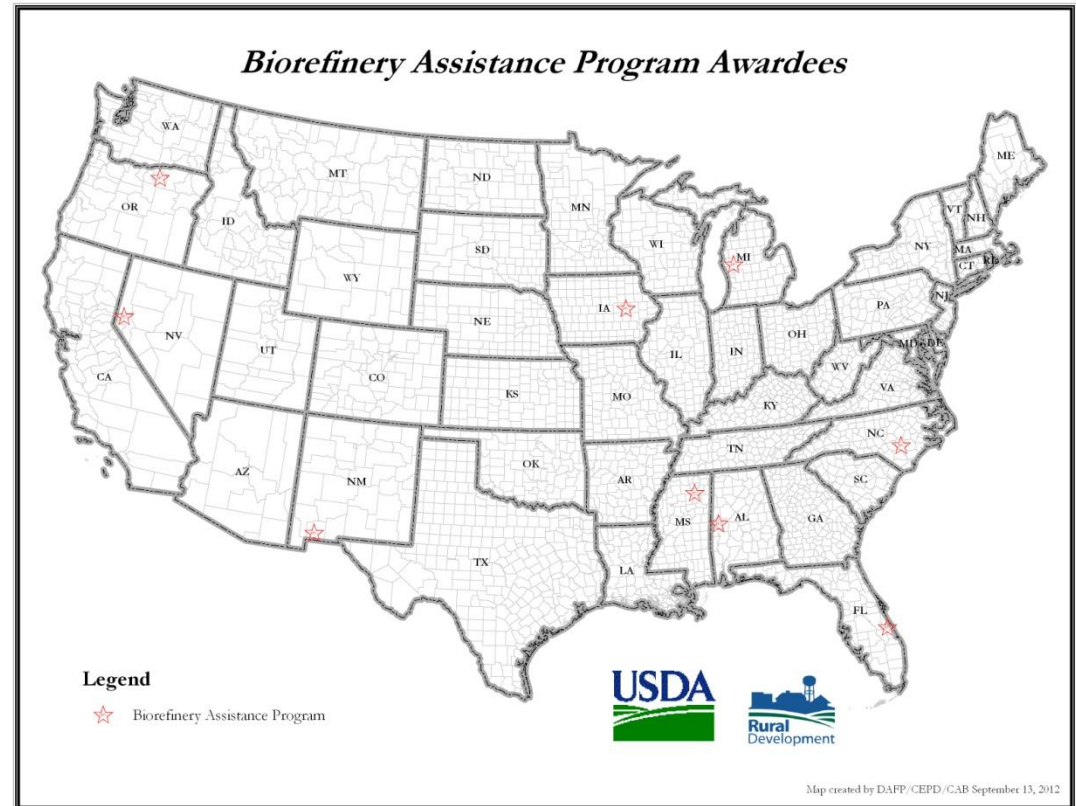 Biorefinery Assistance Program Awardees
WA
ME
MT
ND
OR
MN
VT
NH
ID
WI
NY
SD
MA
MI
CT
RI
WY
IA
PA
NJ
NE
OH
MD
DE
NV
IL
IN
UT
WV
CO
CA
VA
KS
MO
KY
NC
TN
OK
AZ
AR
NM
SC
MS
AL
GA
TX
LA
FL
Legend
Biorefinery Assistance Program
USDA
Rural
Development
Map created by DAFP/CEPD/CAB September 13, 2012